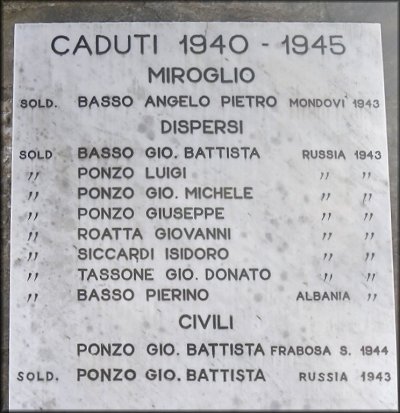 CADUTI 1940 - 1945
MIROGLIO
SOLD. BASSO ANGELO PIETRO MONDOVI' 1943
DISPERSI
SOLD. BASSO GIO. BATTISTA RUSSIA 1943
〃 PONZO LUIGI 〃 〃
〃 PONZO GIO. MICHELE 〃 〃
〃 PONZO GIUSEPPE 〃 〃
〃 ROATTA GIOVANNI 〃 〃
〃 SICCARDI ISIDORO 〃 〃
〃 TASSONE GIO. DONATO 〃 〃
〃 BASSO PIERINO ALBANIA 〃
CIVILI
PONZO GIO. BATTISTA FRABOSA S. 1944
SOLD. PONZO GIO. BATTISTA RUSSIA 1943